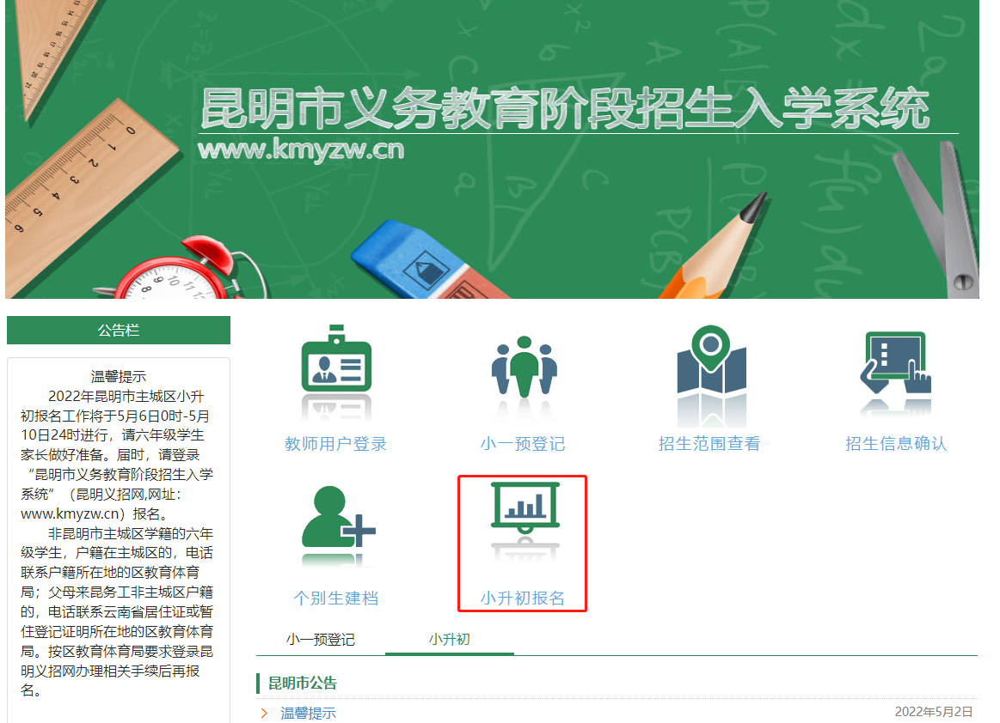 昆明市义务教育阶段招生入学系统
www.kmyzw.cn
公告栏
温馨提示
2022年昆明市主城区小升
初报名工作将于5月6日0时-5月
10日24时进行，请六年级学生
家长做好准备。届时，请登录
“昆明市义务教育阶段招生入学
系统”（昆明义招网,网址：
www.kmyzw.cn）报名。
非昆明市主城区学籍的六年
级学生，户籍在主城区的，电话
联系户籍所在地的区教育体育
局；父母来昆务工非主城区户籍
的，电话联系云南省居住证或暂
住登记证明所在地的区教育体育
局。按区教育体育局要求登录昆
明义招网办理相关手续后再报
名。
教师用户登录
小一预登记
招生范围查看
招生信息确认
个别生建档
小升初报名
小一预登记
小升初
昆明市公告
温馨提示
2022年5月2日